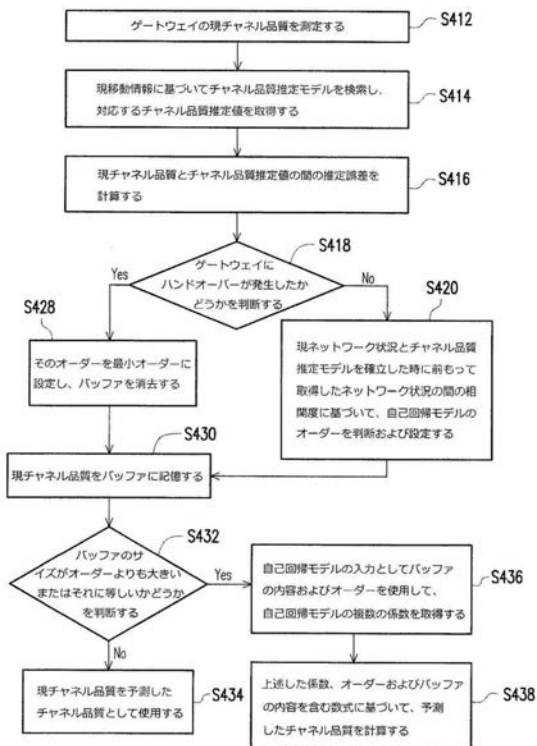 ゲートウェイの現チャネル品質を測定する
S412
現移動情報に基づいてチャネル品質推定モデルを検索し、
対応するチャネル品質推定値を取得する
S414
現チャネル品質とチャネル品質推定値の間の推定誤差を
計算する
S416
S418
ゲートウェイに
ハンドオーバーが発生したか
どうかを判断する
Yes
No
S428
そのオーダーを最小オーダーに
設定し、バッファを消去する
S420
現ネットワーク状況とチャネル品質
推定モデルを確立した時に前もって
取得したネットワーク状況の間の相
関度に基づいて、自己回帰モデルの
オーダーを判断および設定する
S430
現チャネル品質をバッファに記憶する
S432
バッファのサ
イズがオーダーよりも大きい
またはそれに等しいかどうか
を判断する
Yes
No
自己回帰モデルの入力としてバッファ
の内容およびオーダーを使用して、
自己回帰モデルの複数の係数を取得する
S436
現チャネル品質を予測した
チャネル品質として使用する
S434
上述した係数、オーダーおよびバッファ
の内容を含む数式に基づいて、予測
したチャネル品質を計算する
S438